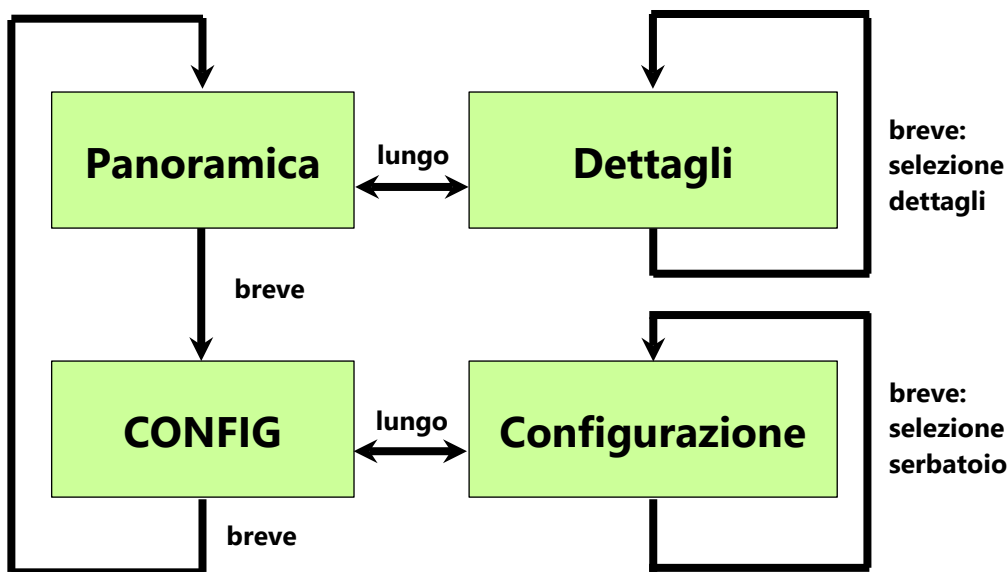 Panoramica
lungo
Dettagli
breve:
selezione
dettagli
breve
CONFIG
lungo
Configurazione
breve:
selezione
serbatoio
breve